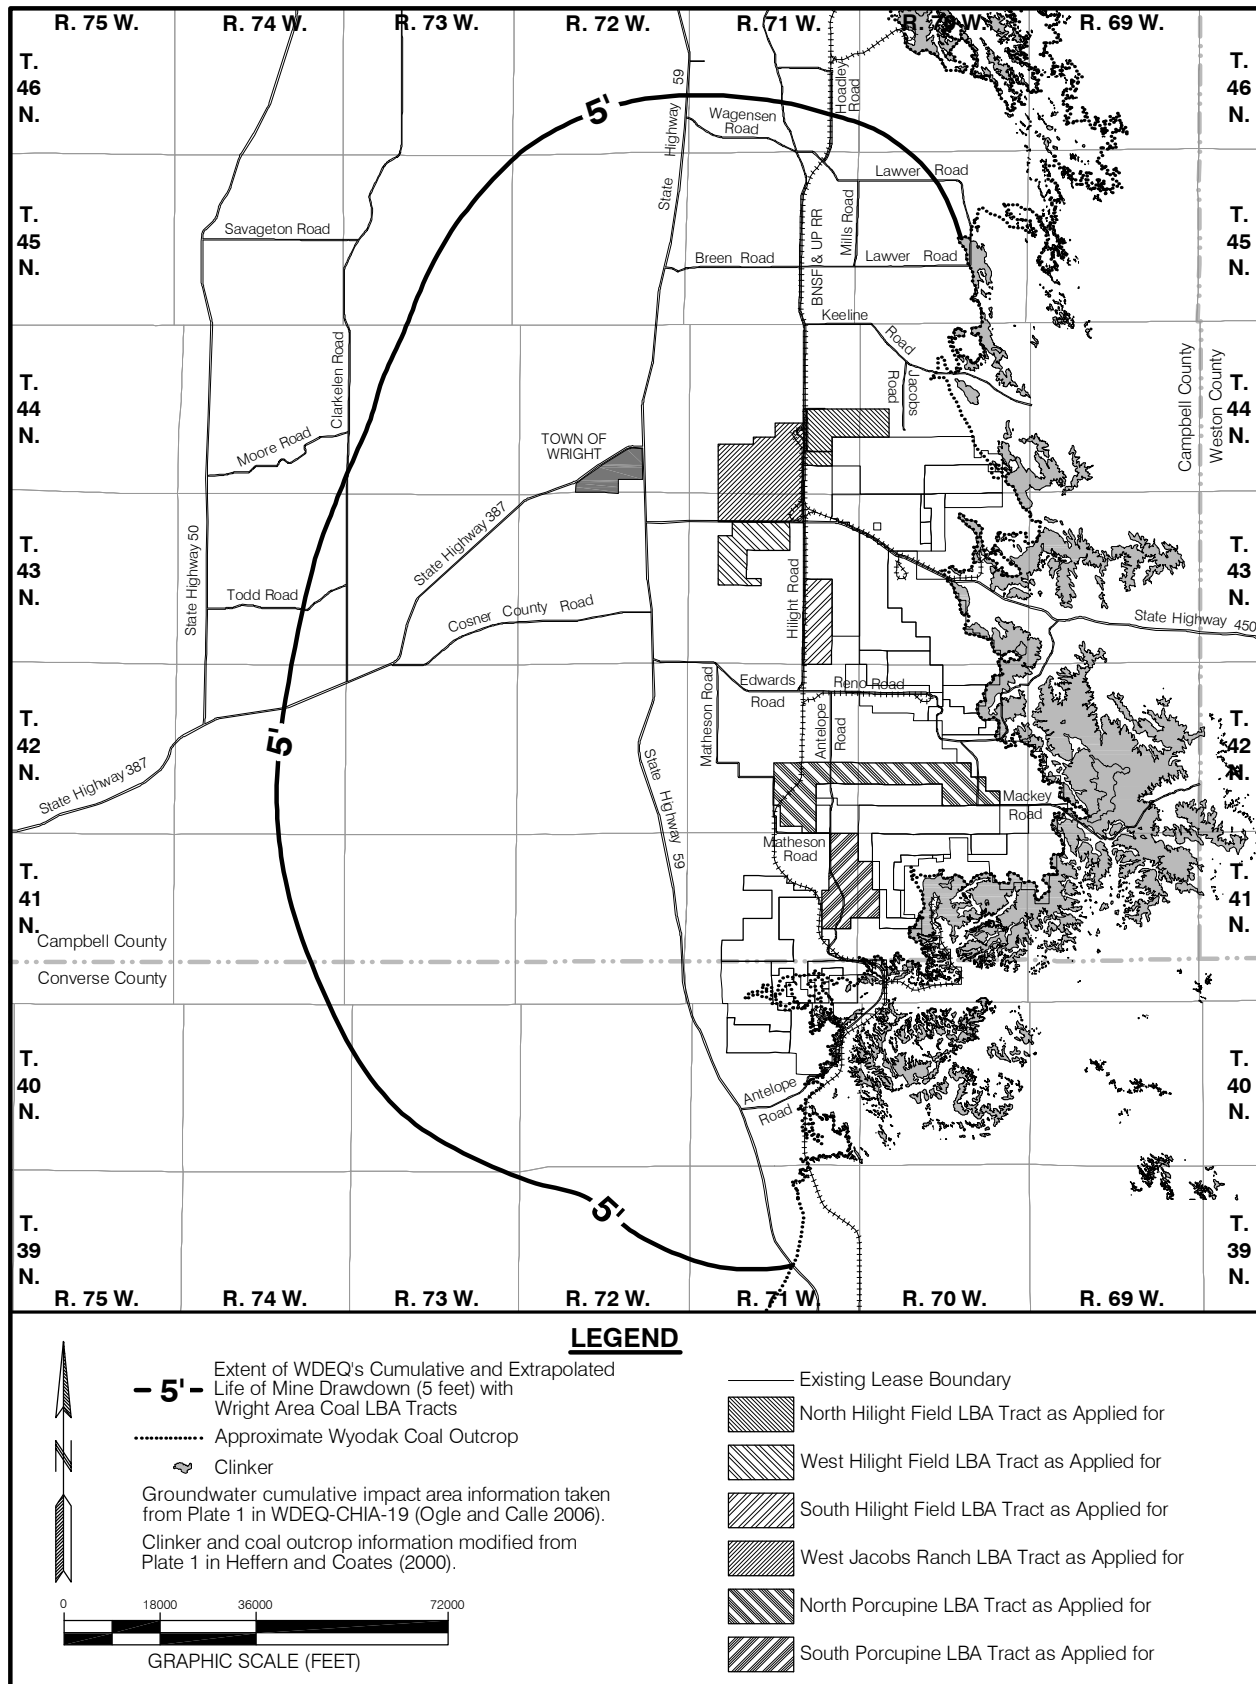 R. 75 W. R. 74 W. R. 73 W. R. 72 W. R. 71 W. R. 70 W. R. 69 W.
T.
46
N.
T.
46
N.
5'
59
Highway
State
Wagensen
Road
Hoadley
Road
Lawver Road
T.
45
N.
T.
45
N.
Savageton Road
Mills Road
BNSF & UP RR
Breen Road
Lawver Road
Keeline
Road
Jacobs
Road
Clarkelen Road
Campbell County
Weston County
T.
44
N.
T.
44
N.
Moore Road
TOWN OF
WRIGHT
State Highway 387
State Highway 50
T.
43
N.
T.
43
N.
Todd Road
Cosner County Road
Hilight Road
State Highway 450
Edwards
Road
Reno Road
Matheson Road
Antelope
Road
T.
42
N.
T.
42
N.
5'
State Highway 387
State Highway 59
Mackey
Road
Matheson
Road
T.
41
N.
T.
41
N.
Campbell County
Converse County
T.
40
N.
T.
40
N.
Antelope
Road
5'
T.
39
N.
T.
39
N.
R. 75 W. R. 74 W. R. 73 W. R. 72 W. R. 71 W. R. 70 W. R. 69 W.
LEGEND
5'
Extent of WDEQ's Cumulative and Extrapolated
Life of Mine Drawdown (5 feet) with
Wright Area Coal LBA Tracts
Approximate Wyodak Coal Outcrop
Clinker
Groundwater cumulative impact area information taken
from Plate 1 in WDEQ-CHIA-19 (Ogle and Calle 2006).
Clinker and coal outcrop information modified from
Plate 1 in Heffern and Coates (2000).
N
0 18000 36000 72000
GRAPHIC SCALE (FEET)
Existing Lease Boundary
North Hilight Field LBA Tract as Applied for
West Hilight Field LBA Tract as Applied for
South Hilight Field LBA Tract as Applied for
West Jacobs Ranch LBA Tract as Applied for
North Porcupine LBA Tract as Applied for
South Porcupine LBA Tract as Applied for